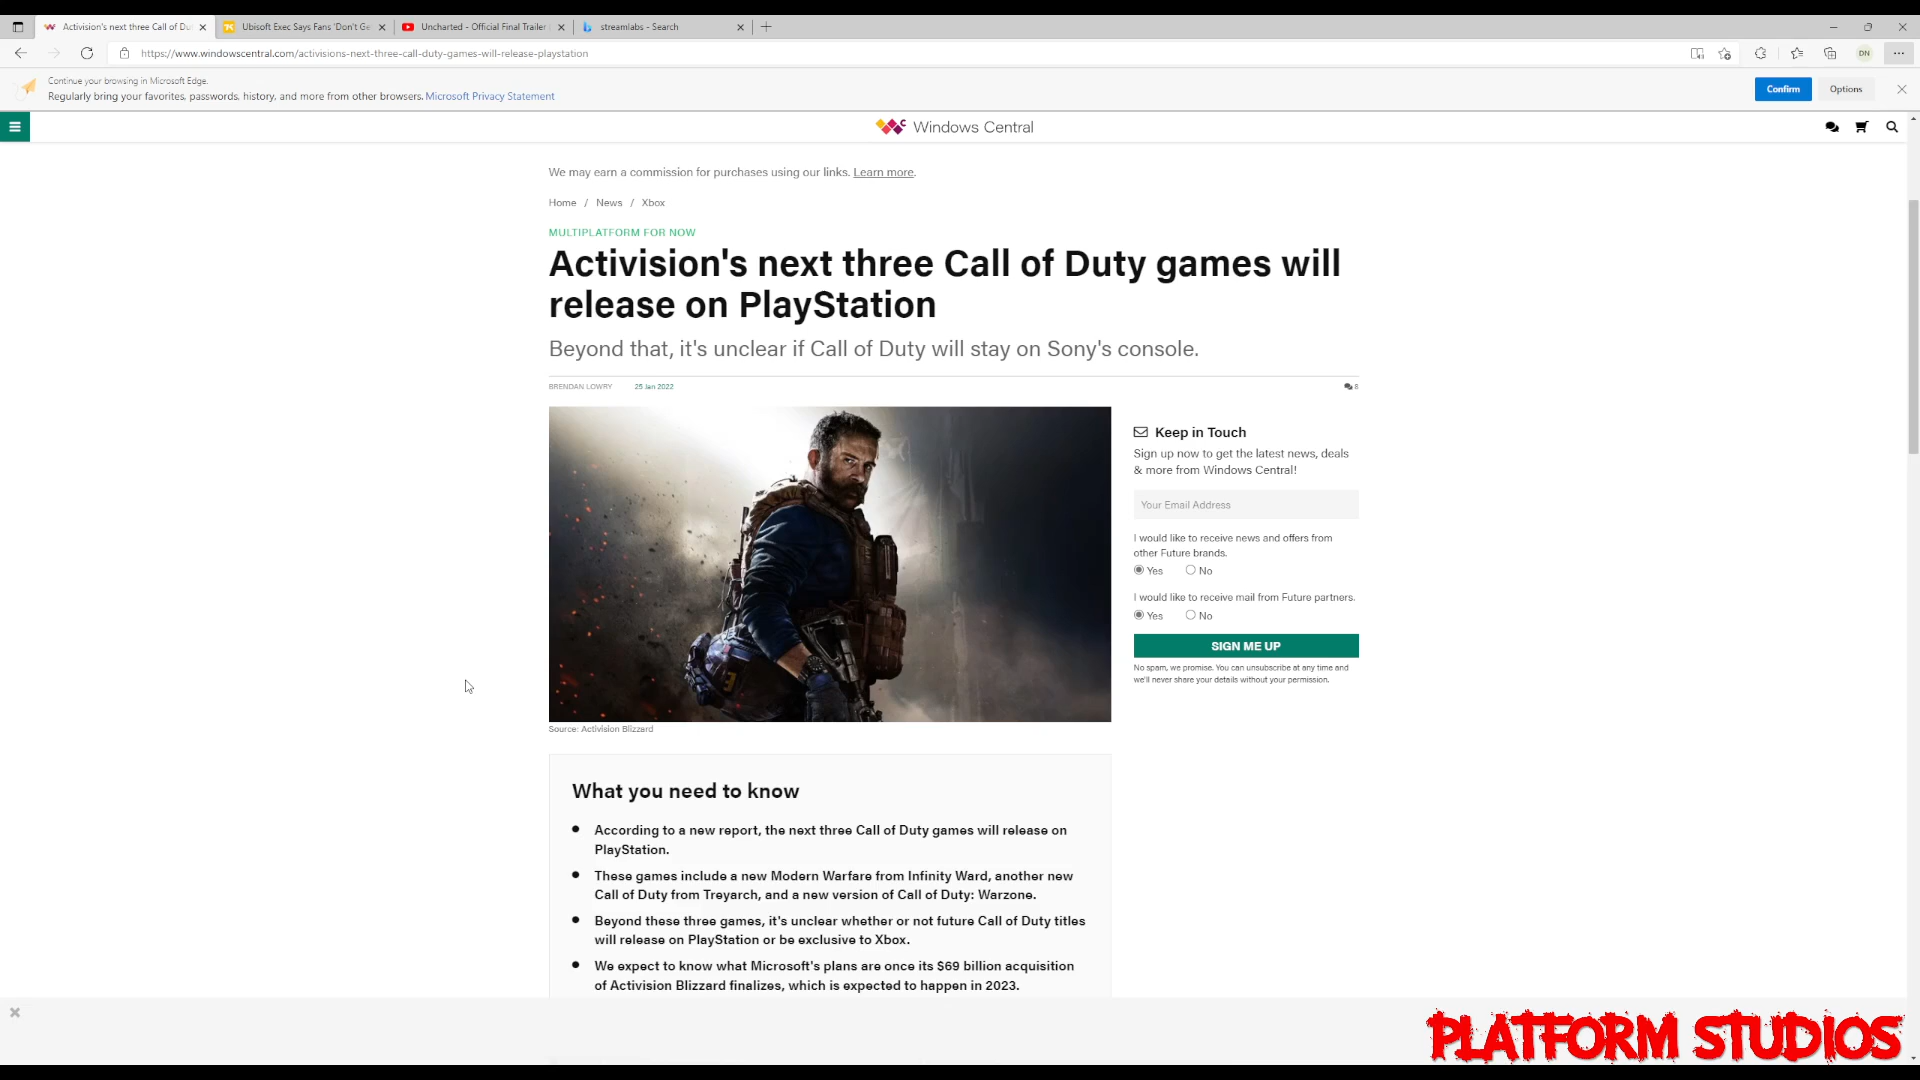 Activision's next three Call of Du
Ubisoft Exec Says Fans 'Don't Ge
Uncharted - Official Final Trailer
streamlabs - Search
https://www.windowscentral.com/activisions-next-three-call-duty-games-will-release-playstation
DN
Continue your browsing in Microsoft Edge.
Regularly bring your favorites, passwords, history, and more from other browsers. Microsoft Privacy Statement
Confirm
Options
Windows Central
We may earn a commission for purchases using our links. Learn more.
Home / News / Xbox
MULTIPLATFORM FOR NOW
Activision's next three Call of Duty games will
release on PlayStation
Beyond that, it's unclear if Call of Duty will stay on Sony's console.
BRENDAN LOWRY 25 Jan 2022
8
Source: Activision Blizzard
Keep in Touch
Sign up now to get the latest news, deals
& more from Windows Central!
Your Email Address
I would like to receive news and offers from
other Future brands.
Yes No
I would like to receive mail from Future partners.
Yes No
SIGN ME UP
No spam, we promise. You can unsubscribe at any time and
we'll never share your details without your permission.
What you need to know
According to a new report, the next three Call of Duty games will release on
PlayStation.
These games include a new Modern Warfare from Infinity Ward, another new
Call of Duty from Treyarch, and a new version of Call of Duty: Warzone.
Beyond these three games, it's unclear whether or not future Call of Duty titles
will release on PlayStation or be exclusive to Xbox.
We expect to know what Microsoft's plans are once its $69 billion acquisition
of Activision Blizzard finalizes, which is expected to happen in 2023.
PLATFORM STUDIOS